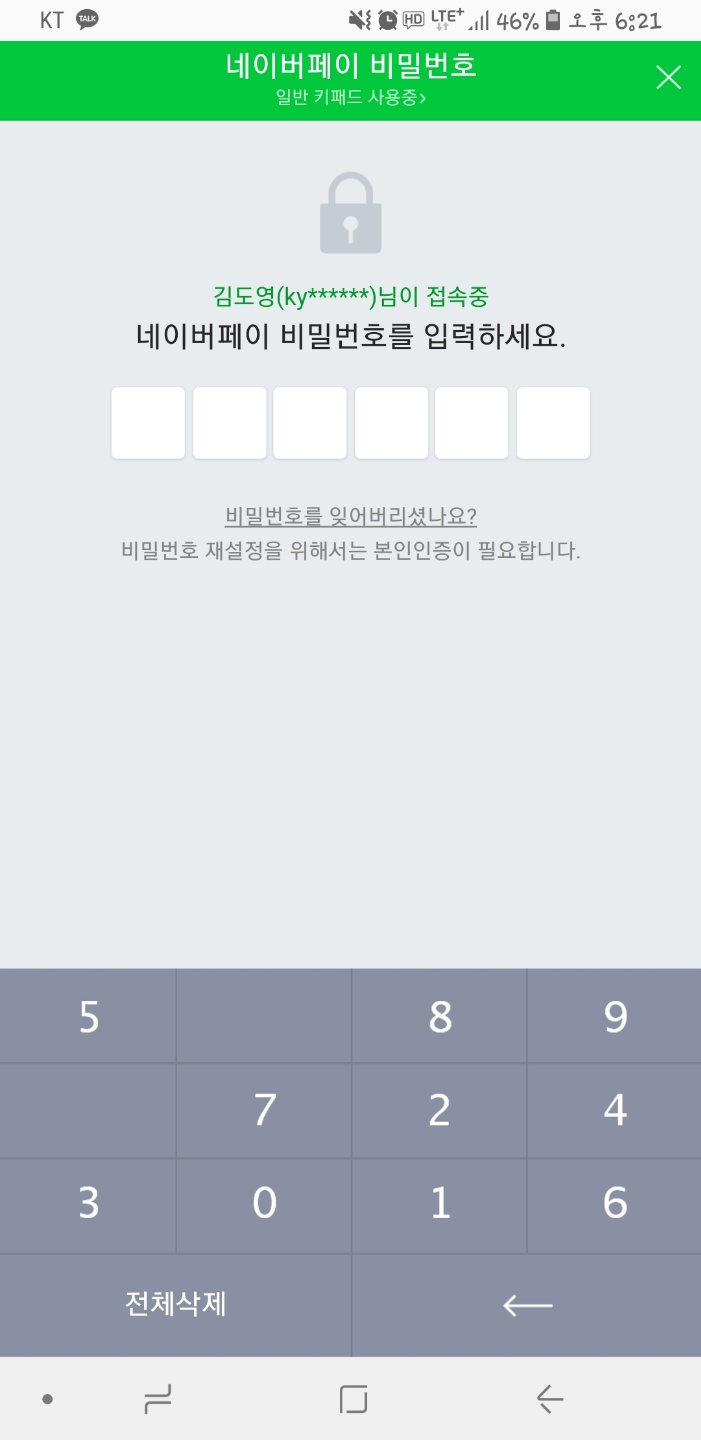 KT TALK HD LTE+ 46% 오후 6:21
네이버페이 비밀번호
일반 키패드 사용중>
김도영(ky******)님이 접속중
네이버페이 비밀번호를 입력하세요.
비밀번호를 잊어버리셨나요?
비밀번호 재설정을 위해서는 본인인증이 필요합니다.
5 8 9
7 2 4
3 0 1 6
전체삭제